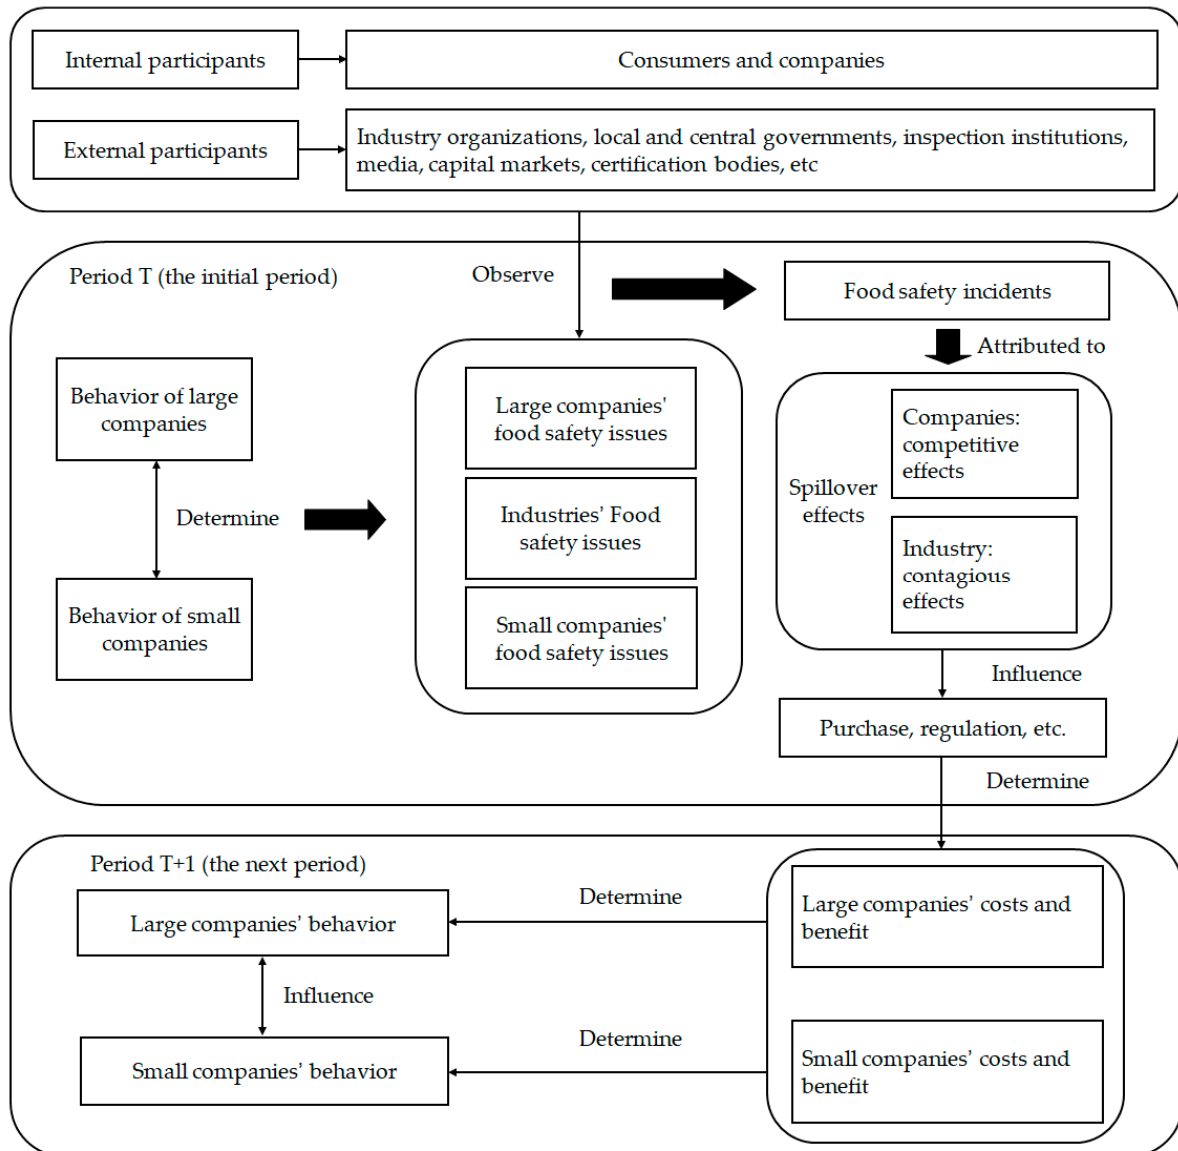 Internal participants
Consumers and companies
External participants
Industry organizations, local and central governments, inspection institutions,
media, capital markets, certification bodies, etc
Period T (the initial period)
Observe
Food safety incidents
Attributed to
Behavior of large
companies
Determine
Behavior of small
companies
Large companies'
food safety issues
Industries' Food
safety issues
Small companies'
food safety issues
Spillover
effects
Companies:
competitive
effects
Industry:
contagious
effects
Influence
Purchase, regulation, etc.
Determine
Period T+1 (the next period)
Large companies' behavior
Determine
Large companies' costs and
benefit
Influence
Small companies' behavior
Determine
Small companies' costs and
benefit